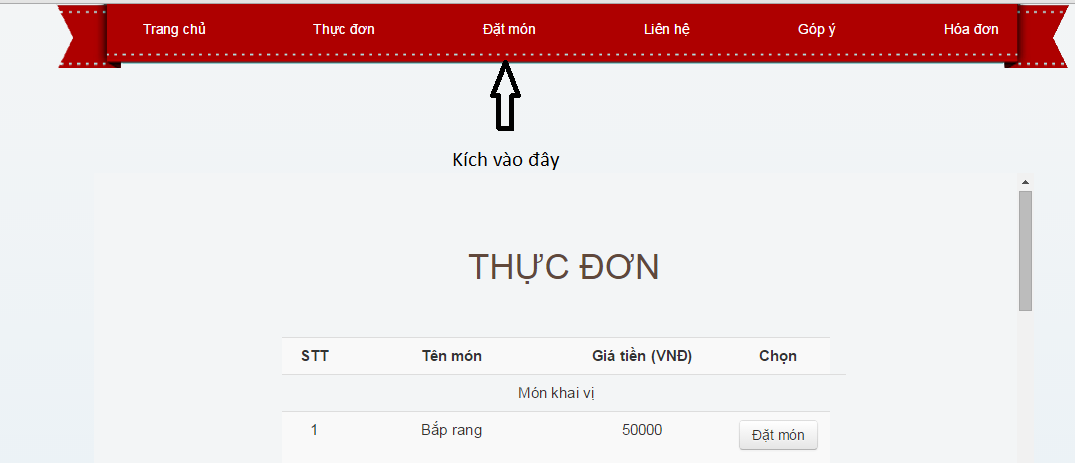 Trang chủ Thực đơn Đặt món Liên hệ Góp ý Hóa đơn
Kích vào đây
THỰC ĐƠN
STT Tên món Giá tiền (VNĐ) Chọn
Món khai vị
1 Bắp rang 50000 Đặt món